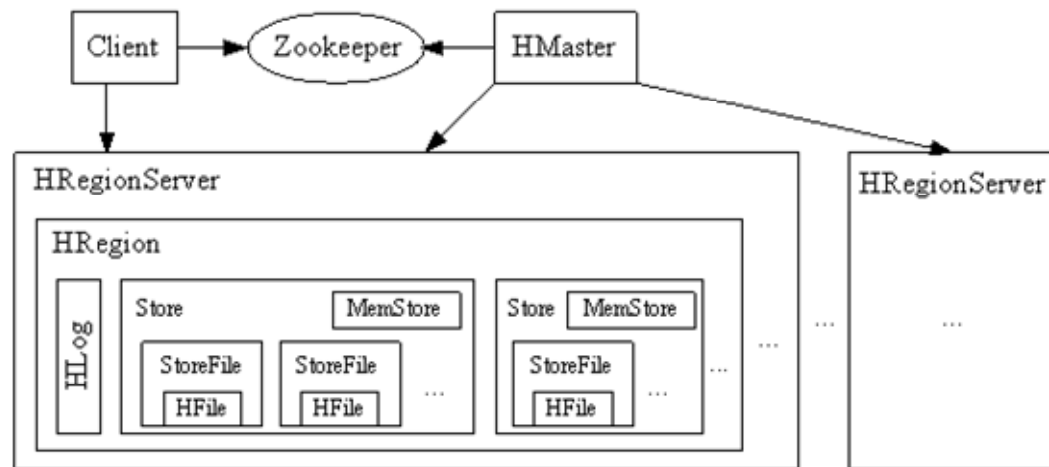 Client
Zookeeper
HMaster
HRegionServer
HRegionServer
HRegion
HLog
Store
MemStore
Store
MemStore
StoreFile
StoreFile
...
StoreFile
...
...
...
...
...
HFile
HFile
HFile